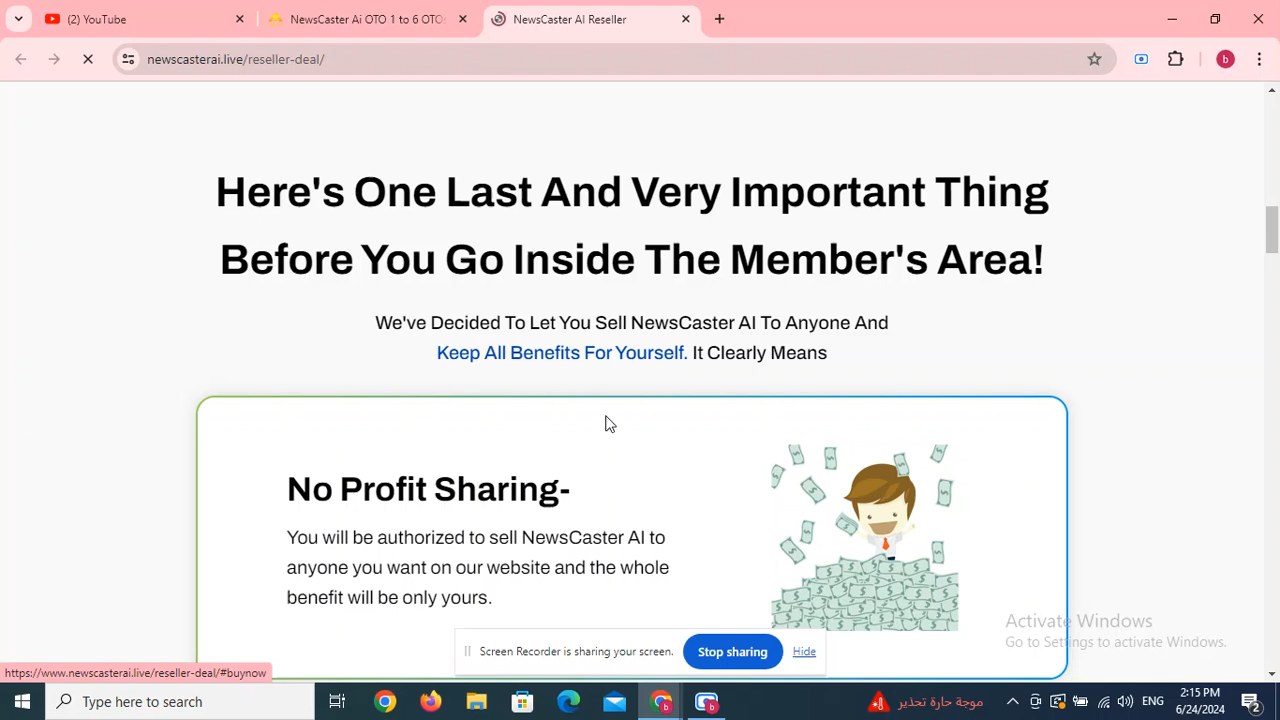 (2) YouTube
NewsCaster Ai OTO 1 to 6 OTO
NewsCaster AI Reseller
newscasterai.live/reseller-deal/
b
Here's One Last And Very Important Thing
Before You Go Inside The Member's Area!
We've Decided To Let You Sell NewsCaster AI To Anyone And
Keep All Benefits For Yourself. It Clearly Means
No Profit Sharing-
You will be authorized to sell NewsCaster AI to
anyone you want on our website and the whole
benefit will be only yours.
Activate Windows
Go to Settings to activate Windows.
Screen Recorder is sharing your screen.
Stop sharing
Hide
https://www.newscasterai.live/reseller-deal/#buynow
Type here to search
موجة حارة تحذير
ENG
2:15 PM
6/24/2024
2